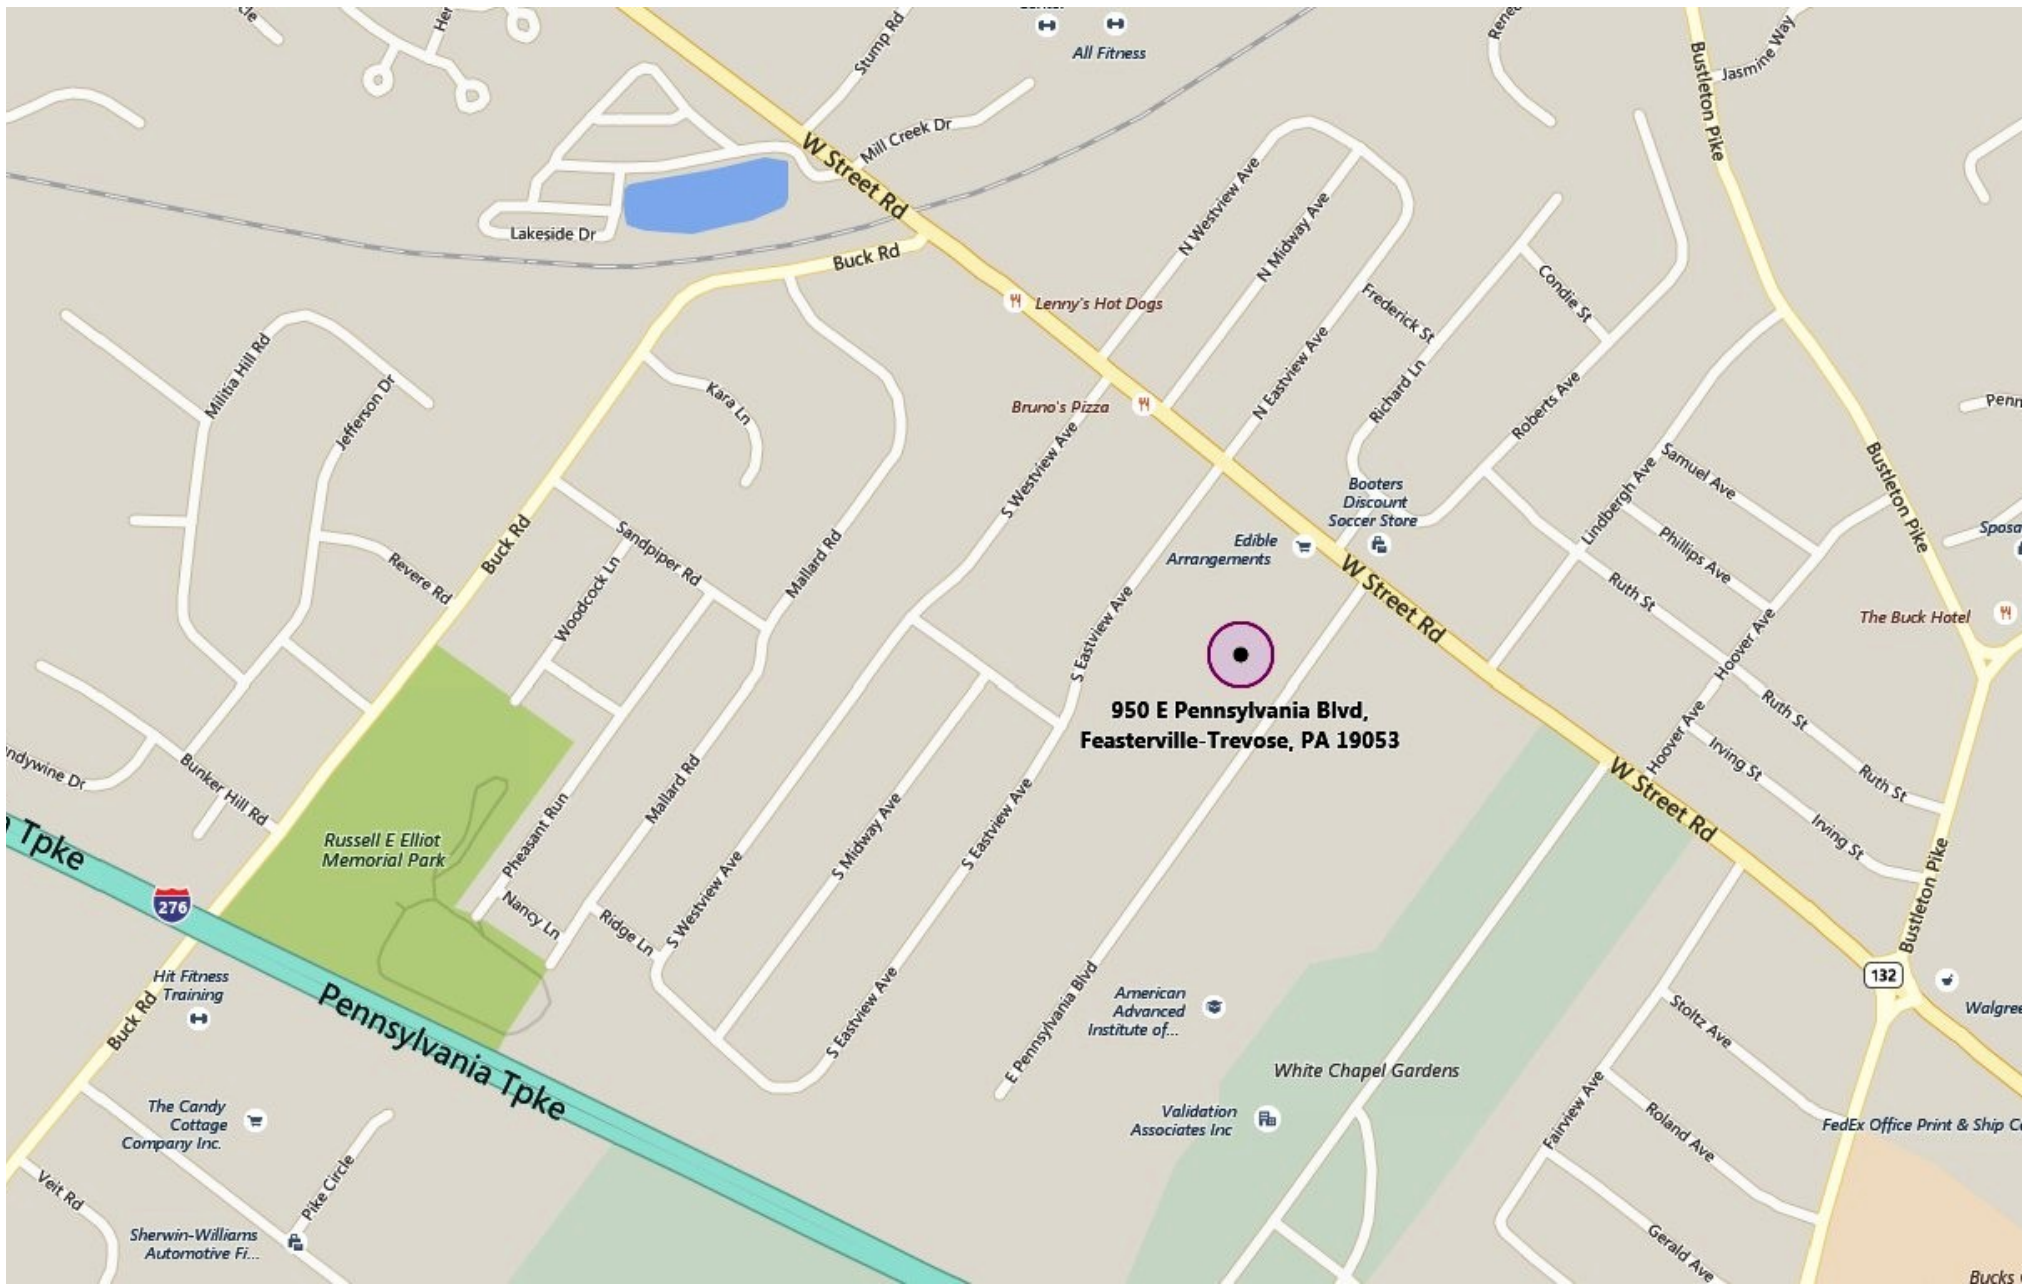 Stump Rd
All Fitness
Bustleton Pike
Jasmine Way
W Street Rd
Mill Creek Dr
Lakeside Dr
Buck Rd
N Westview Ave
N Midway Ave
Condie St
Frederick St
Lenny's Hot Dogs
N Eastview Ave
Militia Hill Rd
Jefferson Dr
Kara Ln
Bruno's Pizza
Richard Ln
Roberts Ave
Penn
S Westview Ave
Samuel Ave
Lindbergh Ave
Bustleton Pike
Booters
Discount
Soccer Store
Edible
Arrangements
Phillips Ave
Sposa
Buck Rd
Sandpiper Rd
Mallard Rd
Revere Rd
Woodcock Ln
W Street Rd
Ruth St
The Buck Hotel
S Eastview Ave
Hoover Ave
950 E Pennsylvania Blvd,
Feasterville-Trevose, PA 19053
Ruth St
Hoover Ave
Irving St
Ruth St
ndywine Dr
Bunker Hill Rd
Mallard Rd
W Street Rd
Irving St
Tpke
Russell E Elliot
Memorial Park
Pheasant Run
S Midway Ave
S Eastview Ave
276
Nancy Ln
Ridge Ln
S Westview Ave
Bustleton Pike
132
Hit Fitness
Training
Buck Rd
Pennsylvania Tpke
S Eastview Ave
E Pennsylvania Blvd
American
Advanced
Institute of...
Stoltz Ave
Walgree
White Chapel Gardens
The Candy
Cottage
Company Inc.
Validation
Associates Inc
Fairview Ave
Roland Ave
FedEx Office Print & Ship Ce
Veit Rd
Pike Circle
Sherwin-Williams
Automotive Fi...
Gerald Ave
Bucks